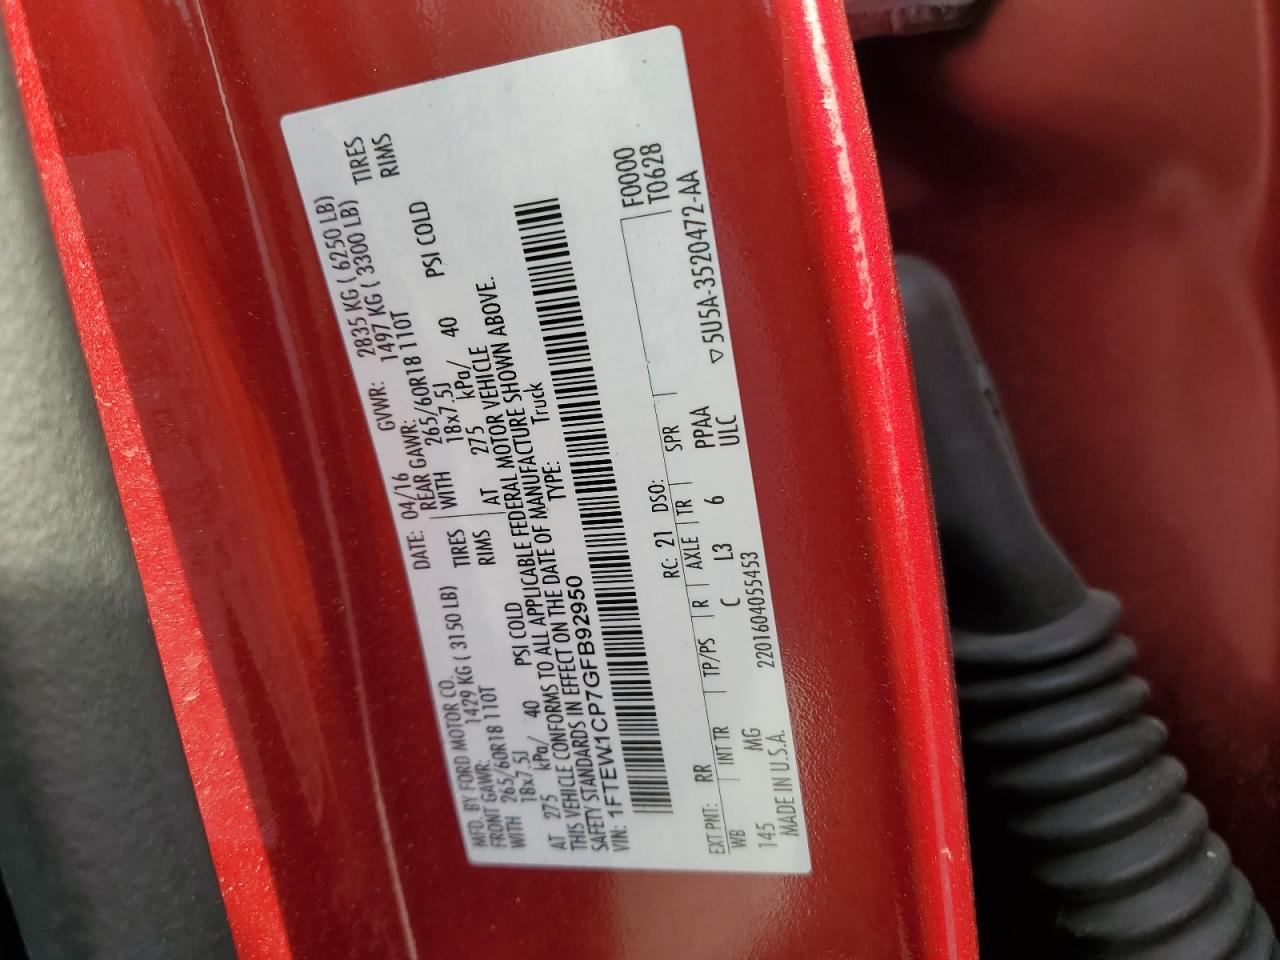 MFD. BY FORD MOTOR CO. DATE: 04/16 GVWR: 2835 KG ( 6250 LB)
FRONT GAWR: 1429 KG ( 3150 LB) REAR GAWR: 1497 KG ( 3300 LB)
WITH 265/60R18 110T TIRES WITH 265/60R18 110T TIRES
18x7.5J RIMS 18x7.5J RIMS
AT 275 kPa/ 40 PSI COLD AT 275 kPa/ 40 PSI COLD
THIS VEHICLE CONFORMS TO ALL APPLICABLE FEDERAL MOTOR VEHICLE
SAFETY STANDARDS IN EFFECT ON THE DATE OF MANUFACTURE SHOWN ABOVE.
VIN: 1FTEW1CP7GFB92950 TYPE: Truck
F0000
T0628
EXT PNT: RR RC: 21 DSO:
WB INT TR TP/PS R AXLE TR SPR
145 MG C L3 6 PPAA
ULC
MADE IN U.S.A. 2201604055453
▽5U5A-3520472-AA